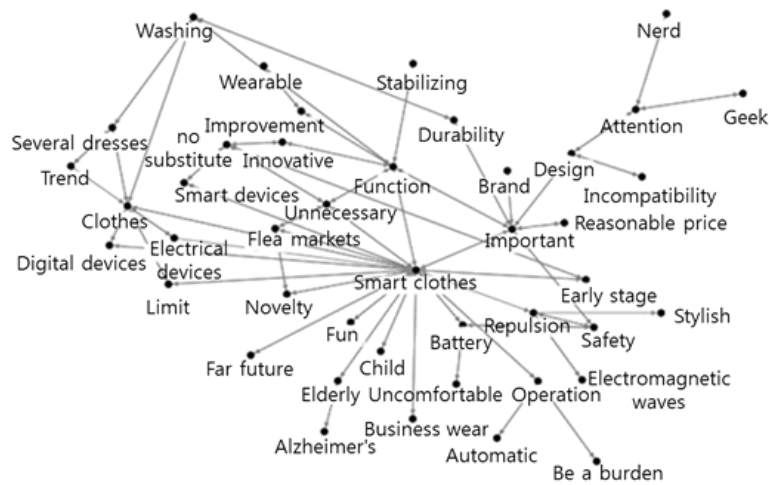 Nerd
Washing
Wearable
Stabilizing
Geek
Improvement
Durability
Attention
Several dresses
no
substitute
Innovative
Design
Trend
Function
Brand
Incompatibility
Smart devices
Unnecessary
Clothes
Flea markets
Important
Reasonable price
Digital devices
Electrical
devices
Smart clothes
Limit
Novelty
Early stage
Stylish
Fun
Battery
Repulsion
Safety
Far future
Child
Elderly
Uncomfortable
Operation
Electromagnetic
waves
Alzheimer's
Business wear
Automatic
Be a burden